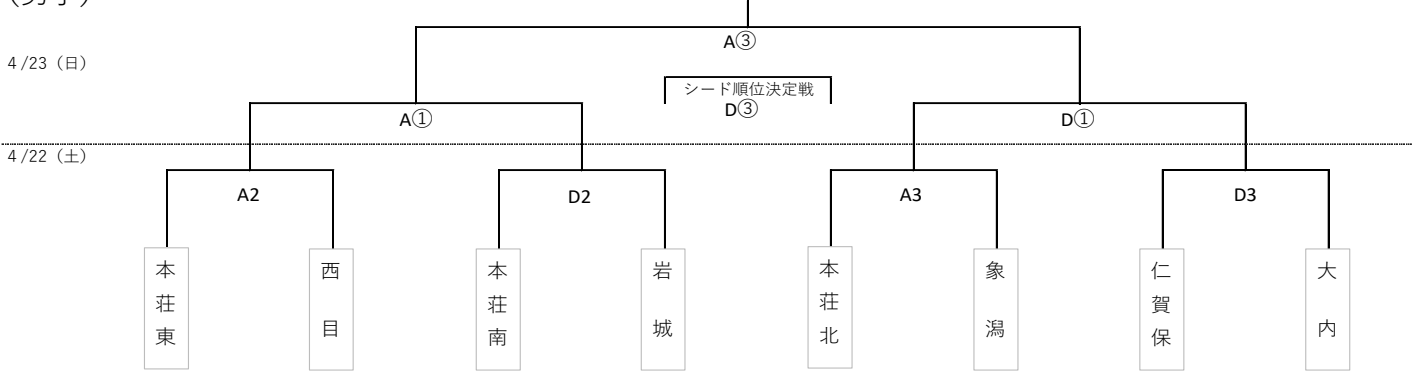 A③
4/23（日）
シード順位決定戦
D③
A①
D①
4/22（土）
A2
D2
A3
D3
本荘東
西目
本荘南
岩城
本荘北
象潟
仁賀保
大内